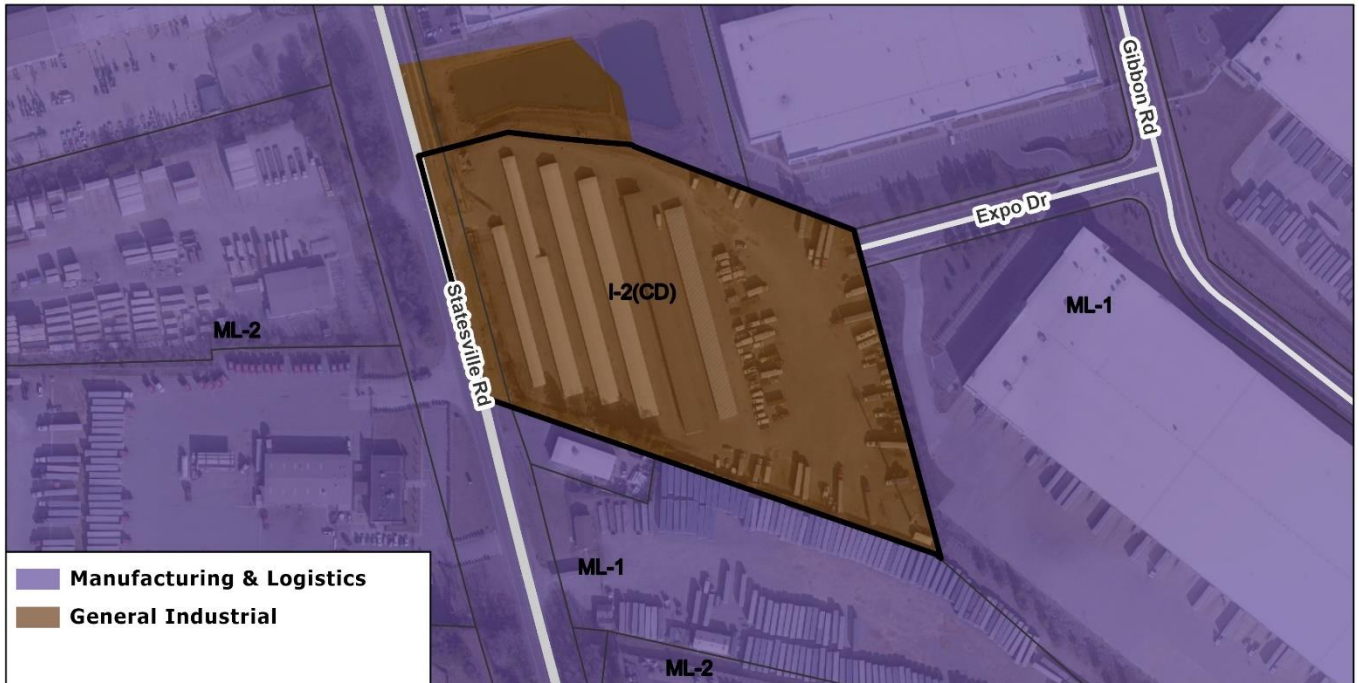 Gibbon Rd
Expo Dr
I-2(CD)
ML-1
Statesville Rd
ML-2
ML-1
ML-2
Manufacturing & Logistics
General Industrial